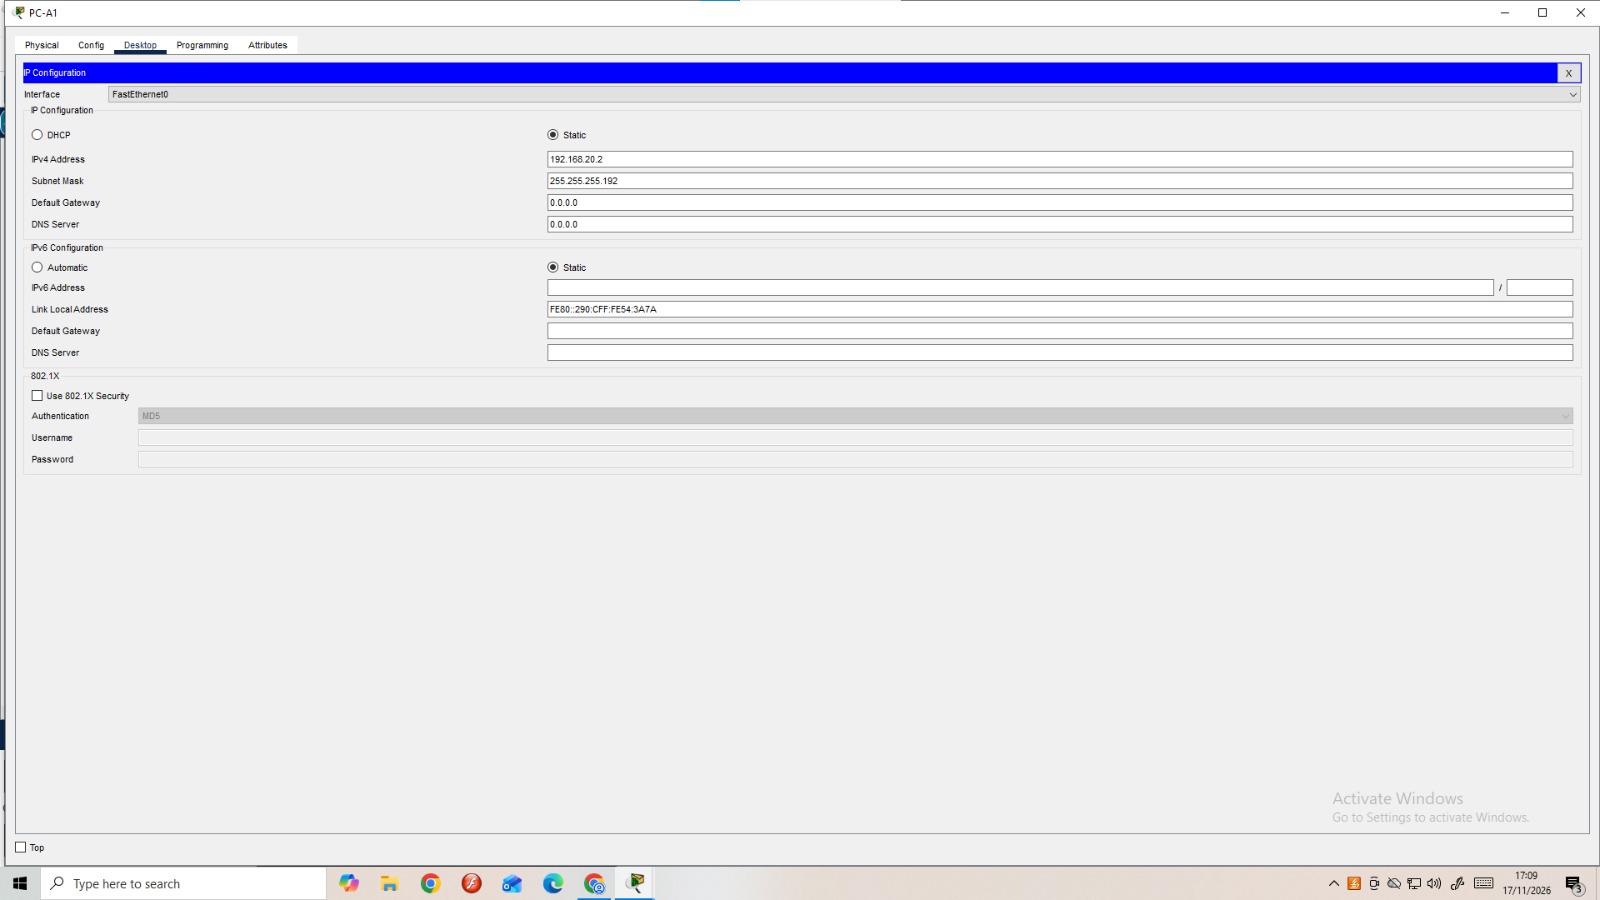 PC-A1
Physical Config Desktop Programming Attributes
IP Configuration X
Interface FastEthernet0
IP Configuration
DHCP Static
IPv4 Address 192.168.20.2
Subnet Mask 255.255.255.192
Default Gateway 0.0.0.0
DNS Server 0.0.0.0
IPv6 Configuration
Automatic Static
IPv6 Address /
Link Local Address FE80::290:CFF:FE54:3A7A
Default Gateway
DNS Server
802.1X
Use 802.1X Security
Authentication MD5
Username
Password
Activate Windows
Go to Settings to activate Windows.
Top
Type here to search
17:09
17/11/2026
3